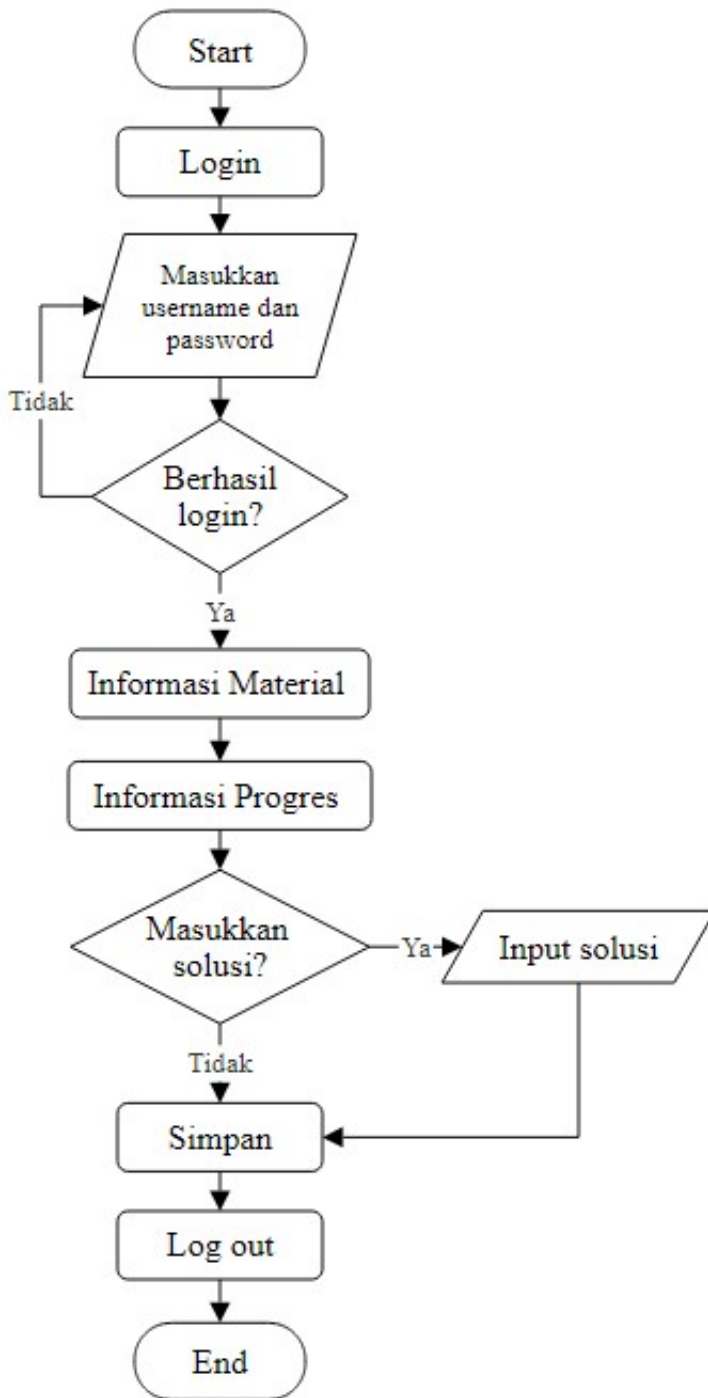 Start
Login
Masukkan
username dan
password
Tidak
Berhasil
login?
Ya
Informasi Material
Informasi Progres
Masukkan
solusi?
Ya
Input solusi
Tidak
Simpan
Log out
End